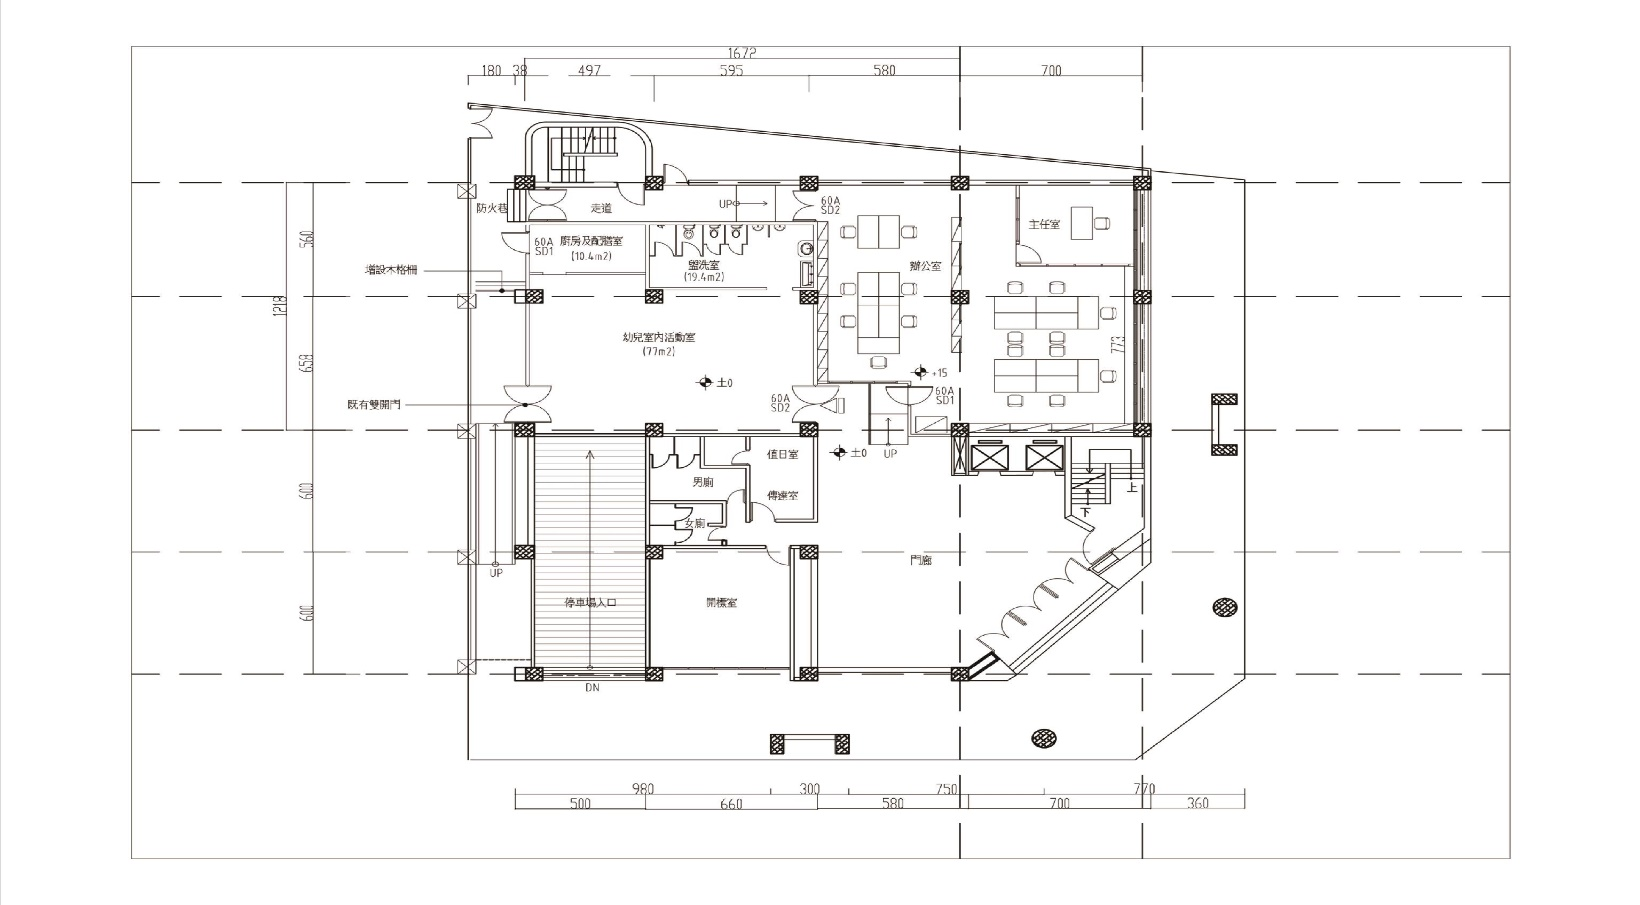 1672
180 38 497 595 580 700
防火巷
走道
UP
60A
SD2
主任室
60A
SD1
廚房及配膳室
(10.4m2)
盥洗室
(19.4m2)
辦公室
560
增設木格柵
1218
幼兒室內活動室
(77m2)
658
773
±0
+15
既有雙開門
60A
SD2
60A
SD1
±0
UP
值日室
男廁
傳達室
600
上
下
女廁
UP
門廊
停車場入口
開標室
600
DN
980 300 750 770
500 660 580 700 360